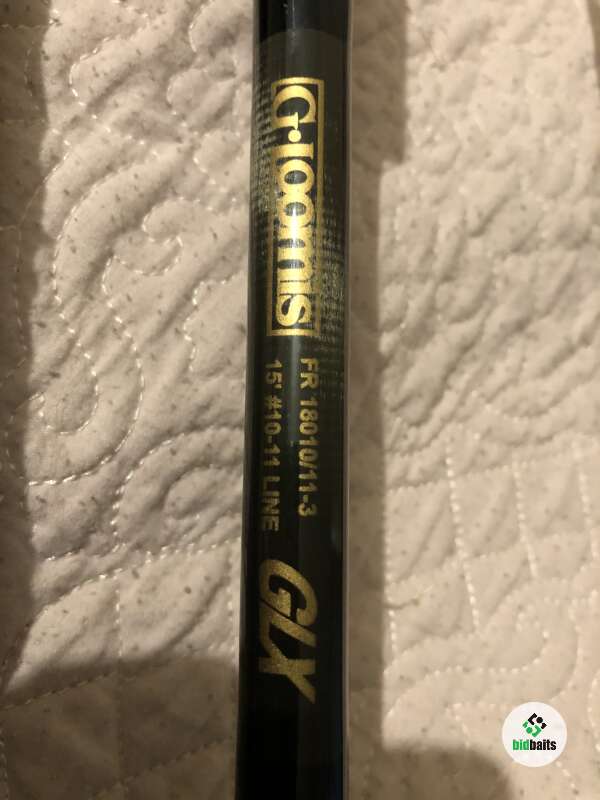 G·loomis
FR 18010/11-3
15' #10-11 LINE
GLX
bidbaits